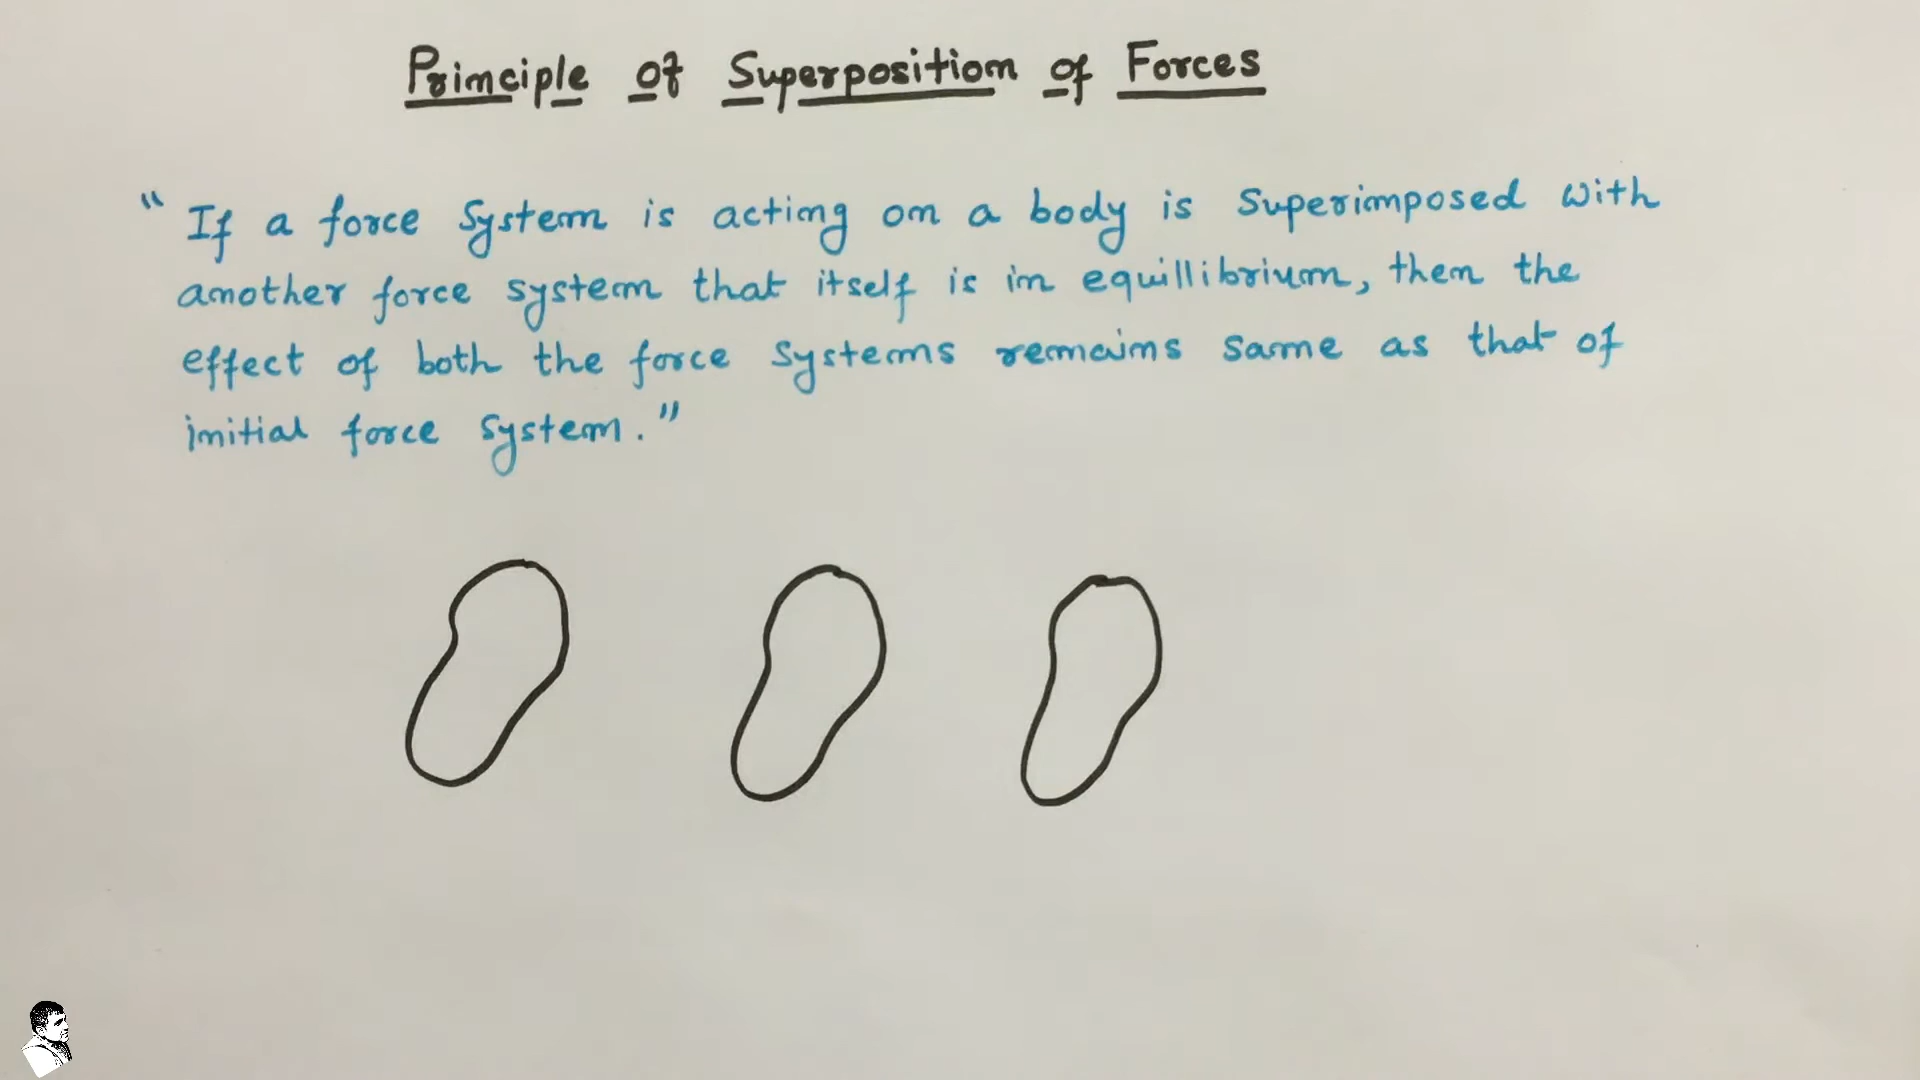 Principle of Superposition of Forces
“ If a force System is acting on a body is Superimposed with
another force system that itself is in equillibrium, then the
effect of both the force Systems remains same as that of
initial force System.”